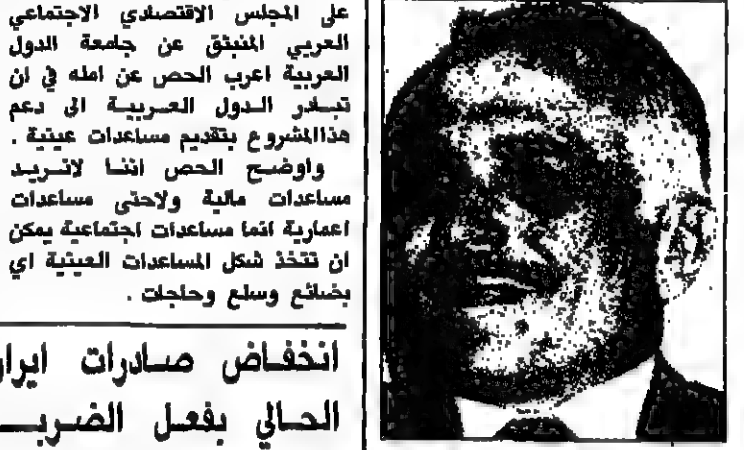 على المجلس الاقتصادي الاجتماعي
العربي المنبثق عن جامعة الدول
العربية اعرب الحص عن امله في ان
تبادر الدول العربية الى دعم
هذاالمشروع بتقديم مساعدات عينية .
واوضح الحص اننا لانريد
مساعدات مالية ولاحتى مساعدات
اعمارية انما مساعدات اجتماعية يمكن
ان تتخذ شكل المساعدات العينية اي
بضائع وسلع وحاجات .
انخفاض صادرات ايرا
الحالي بفعل الضربـ